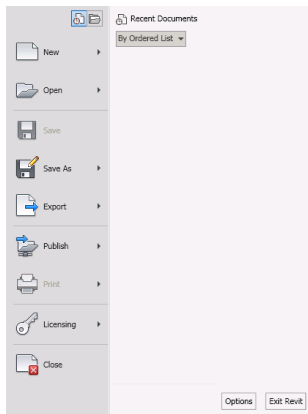 Recent Documents
By Ordered List
New
Open
Save
Save As
Export
Publish
Print
Licensing
Close
Options
Exit Revit